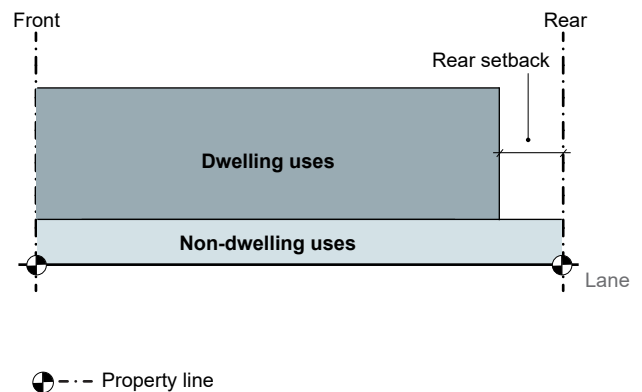 Front
Rear
Rear setback
Dwelling uses
Non-dwelling uses
Lane
Property line